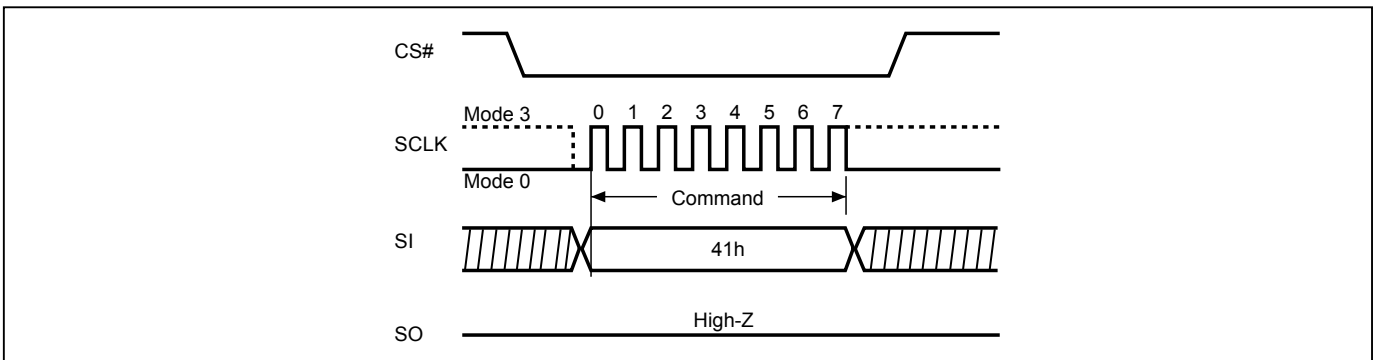 CS#
Mode 3 0 1 2 3 4 5 6 7
SCLK
Mode 0
Command
SI
41h
High-Z
SO